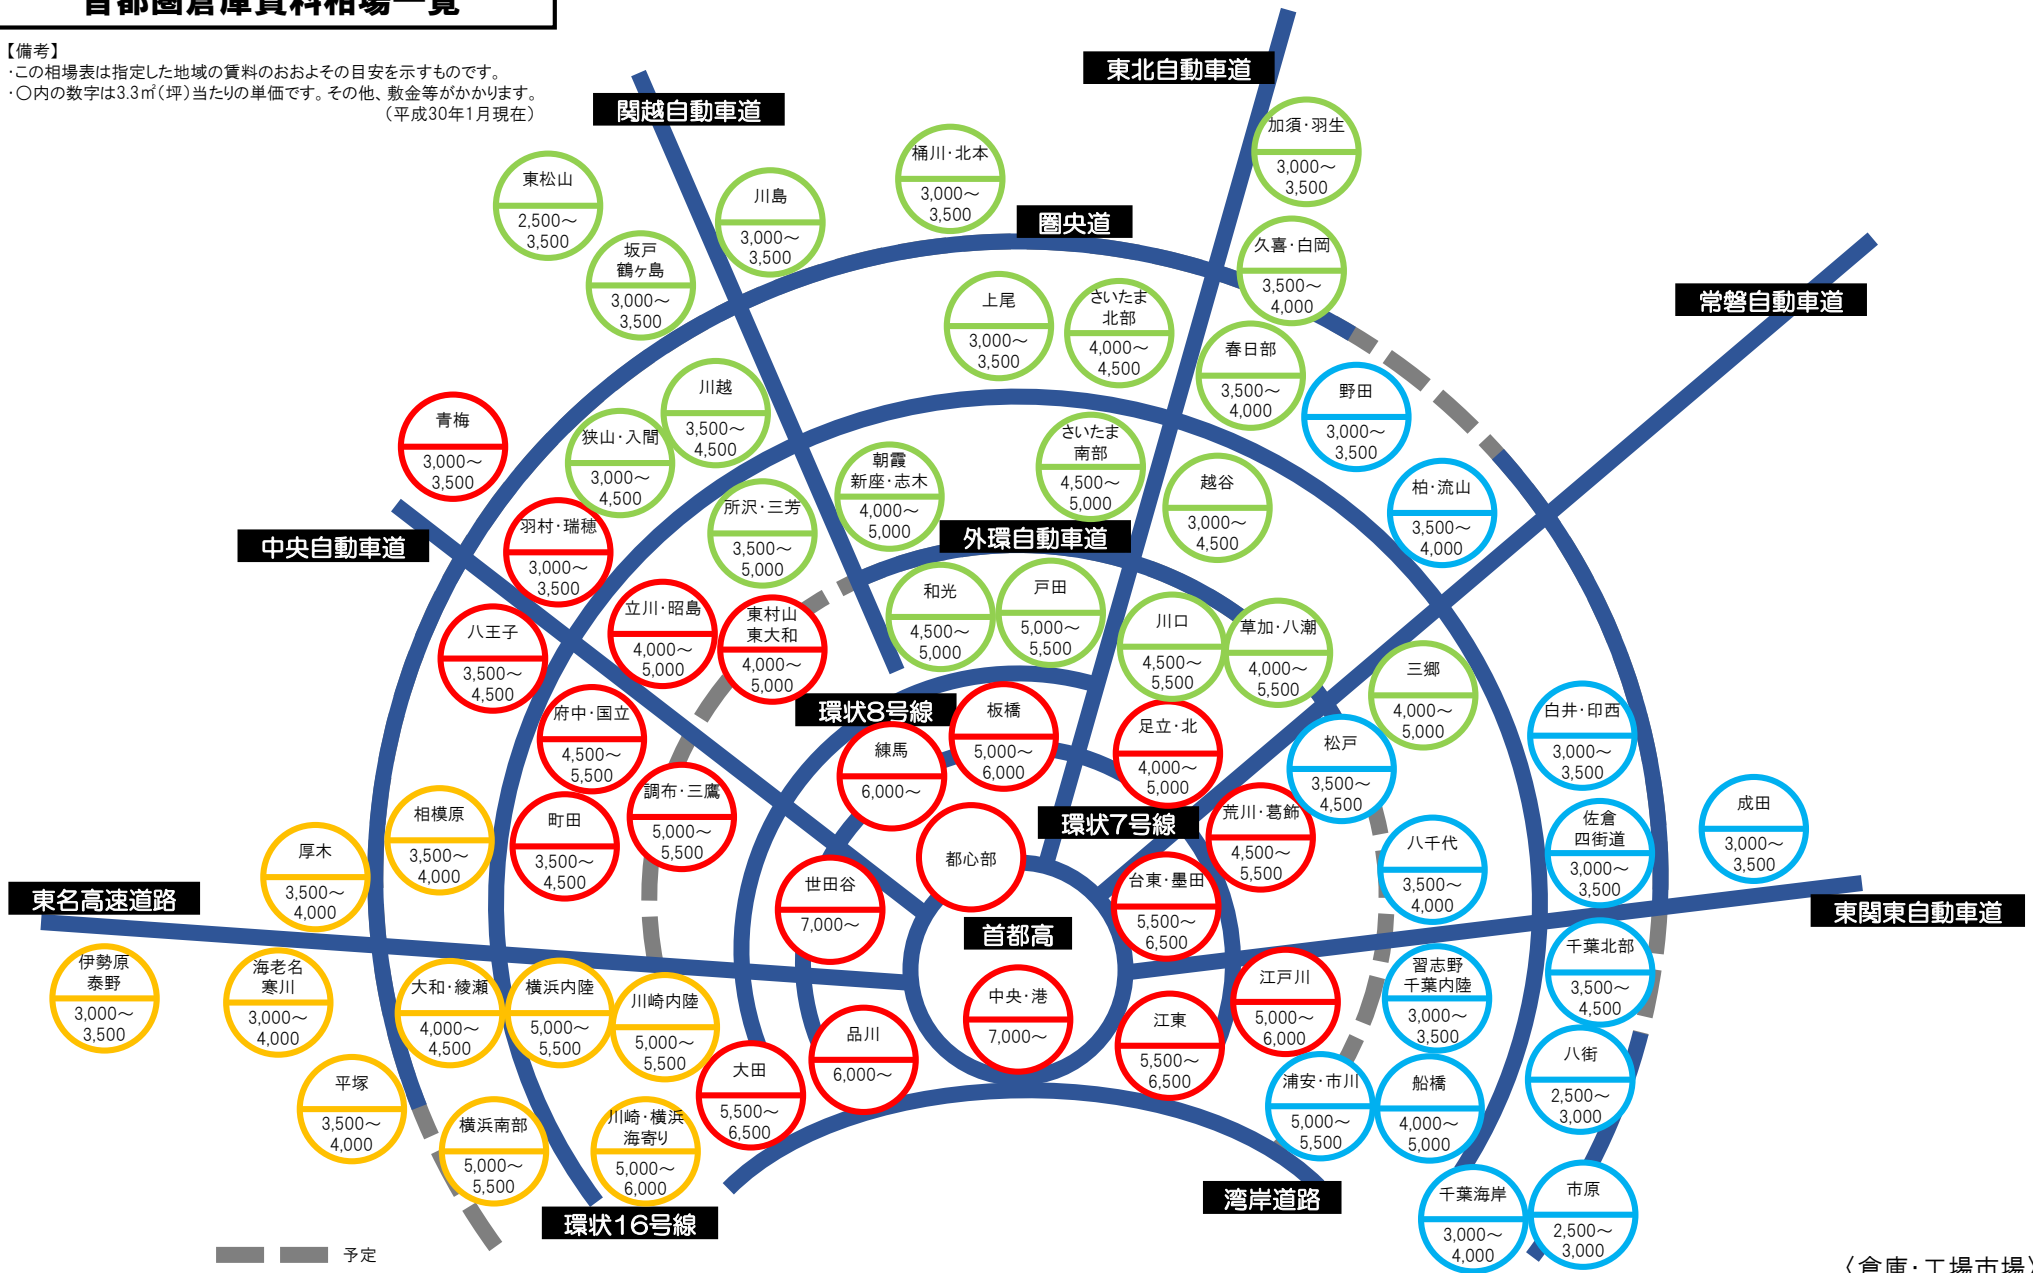 首都圏倉庫賃料相場一覧
【備考】
・この相場表は指定した地域の賃料のおおよその目安を示すものです。
・〇内の数字は3.3㎡(坪)当たりの単価です。その他、敷金等がかかります。
(平成30年1月現在)
関越自動車道
東北自動車道
圏央道
常磐自動車道
中央自動車道
外環自動車道
環状8号線
環状7号線
東名高速道路
首都高
東関東自動車道
湾岸道路
環状16号線
加須・羽生
3,000～
3,500
桶川・北本
3,000～
3,500
東松山
2,500～
3,500
川島
3,000～
3,500
坂戸
鶴ヶ島
3,000～
3,500
久喜・白岡
3,500～
4,000
上尾
3,000～
3,500
さいたま
北部
4,000～
4,500
春日部
3,500～
4,000
野田
3,000～
3,500
川越
3,500～
4,500
青梅
3,000～
3,500
狭山・入間
3,000～
4,500
朝霞
新座・志木
4,000～
5,000
さいたま
南部
4,500～
5,000
越谷
3,000～
4,500
柏・流山
3,500～
4,000
所沢・三芳
3,500～
5,000
羽村・瑞穂
3,000～
3,500
和光
4,500～
5,000
戸田
5,000～
5,500
川口
4,500～
5,500
草加・八潮
4,000～
5,500
三郷
4,000～
5,000
八王子
3,500～
4,500
立川・昭島
4,000～
5,000
東村山
東大和
4,000～
5,000
府中・国立
4,500～
5,500
板橋
5,000～
6,000
練馬
6,000～
足立・北
4,000～
5,000
松戸
3,500～
4,500
白井・印西
3,000～
3,500
成田
3,000～
3,500
相模原
3,500～
4,000
町田
3,500～
4,500
調布・三鷹
5,000～
5,500
荒川・葛飾
4,500～
5,500
八千代
3,500～
4,000
佐倉
四街道
3,000～
3,500
厚木
3,500～
4,000
都心部
世田谷
7,000～
台東・墨田
5,500～
6,500
伊勢原
泰野
3,000～
3,500
海老名
寒川
3,000～
4,000
大和・綾瀬
4,000～
4,500
横浜内陸
5,000～
5,500
川崎内陸
5,000～
5,500
中央・港
7,000～
江戸川
5,000～
6,000
習志野
千葉内陸
3,000～
3,500
千葉北部
3,500～
4,500
品川
6,000～
江東
5,500～
6,500
大田
5,500～
6,500
浦安・市川
5,000～
5,500
船橋
4,000～
5,000
八街
2,500～
3,000
平塚
3,500～
4,000
横浜南部
5,000～
5,500
川崎・横浜
海寄り
5,000～
6,000
千葉海岸
3,000～
4,000
市原
2,500～
3,000
予定
〈倉庫・工場市場〉